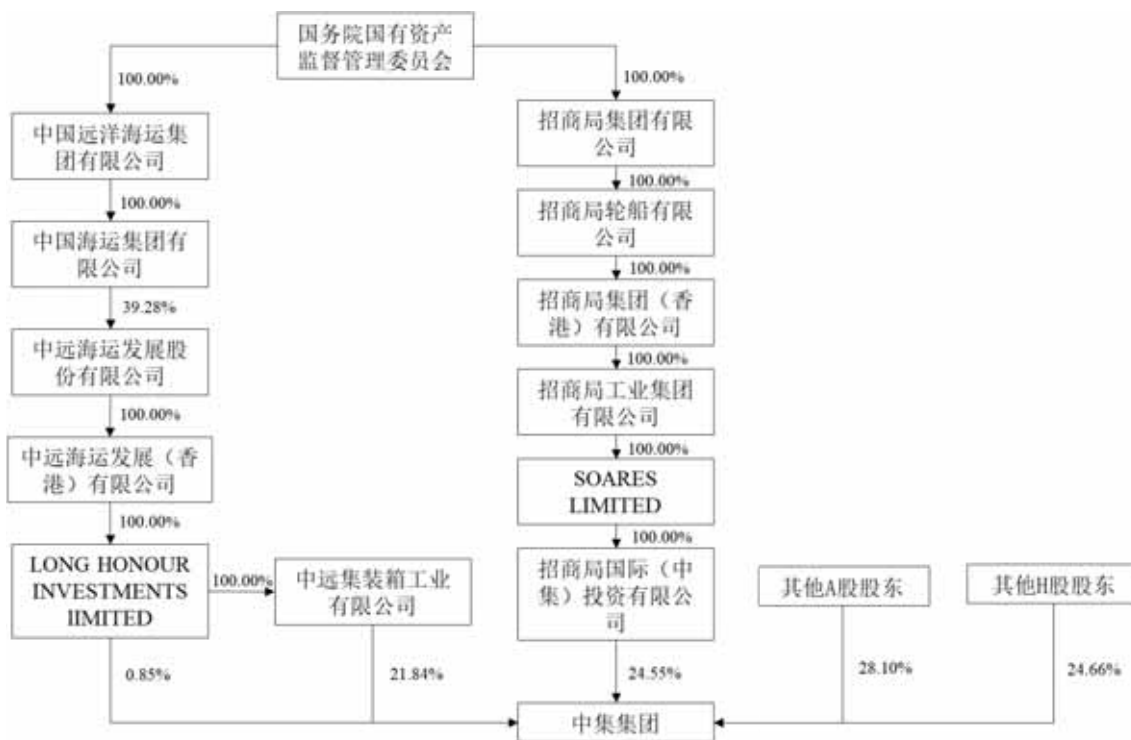 国务院国有资产
监督管理委员会
100.00%
100.00%
中国远洋海运集
团有限公司
100.00%
中国海运集团有
限公司
39.28%
中远海运发展股
份有限公司
100.00%
中远海运发展（香
港）有限公司
100.00%
LONG HONOUR
INVESTMENTS
lIMITED
100.00%
中远集装箱工业
有限公司
0.85%
21.84%
招商局集团有限
公司
100.00%
招商局轮船有限
公司
100.00%
招商局集团（香
港）有限公司
100.00%
招商局工业集团
有限公司
100.00%
SOARES
LIMITED
100.00%
招商局国际（中
集）投资有限公
司
24.55%
其他A股股东
28.10%
其他H股股东
24.66%
中集集团